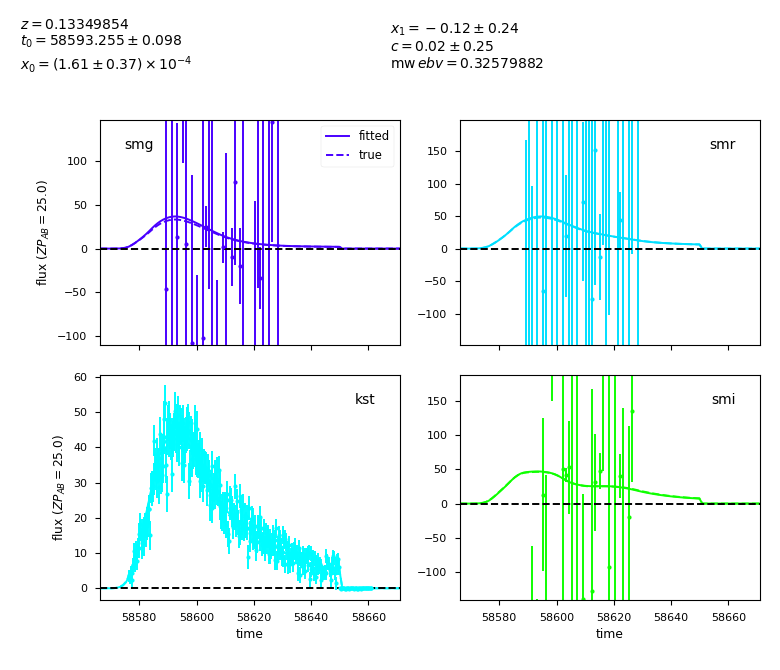 z = 0.13349854
t₀ = 58593.255 ± 0.098
x₀ = (1.61 ± 0.37) × 10⁻⁴
x₁ = −0.12 ± 0.24
c = 0.02 ± 0.25
mw ebv = 0.32579882
smg
fitted
true
100
50
0
−50
−100
flux (ZP_AB = 25.0)
smr
150
100
50
0
−50
−100
kst
60
50
40
30
20
10
0
flux (ZP_AB = 25.0)
58580 58600 58620 58640 58660
time
smi
150
100
50
0
−50
−100
58580 58600 58620 58640 58660
time